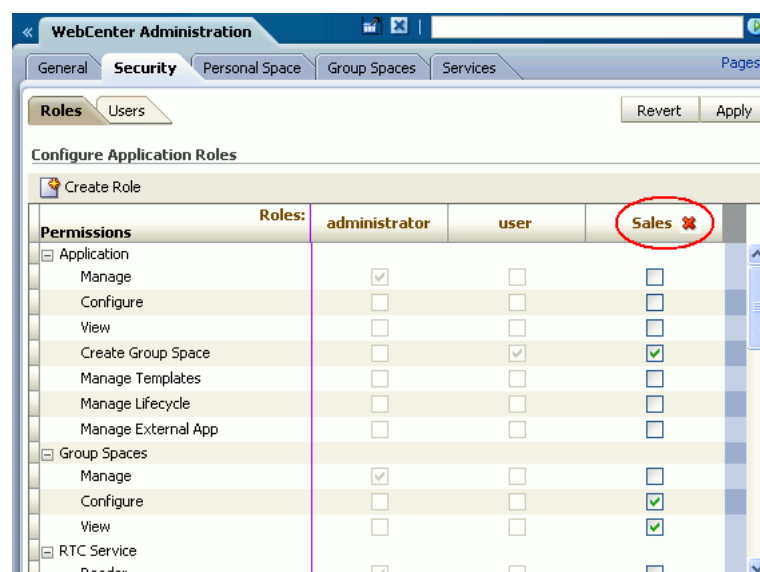 « WebCenter Administration
General Security Personal Space Group Spaces Services Pages
Roles Users Revert Apply
Configure Application Roles
Create Role
Roles: administrator user Sales
Permissions
Application
Manage
Configure
View
Create Group Space
Manage Templates
Manage Lifecycle
Manage External App
Group Spaces
Manage
Configure
View
RTC Service